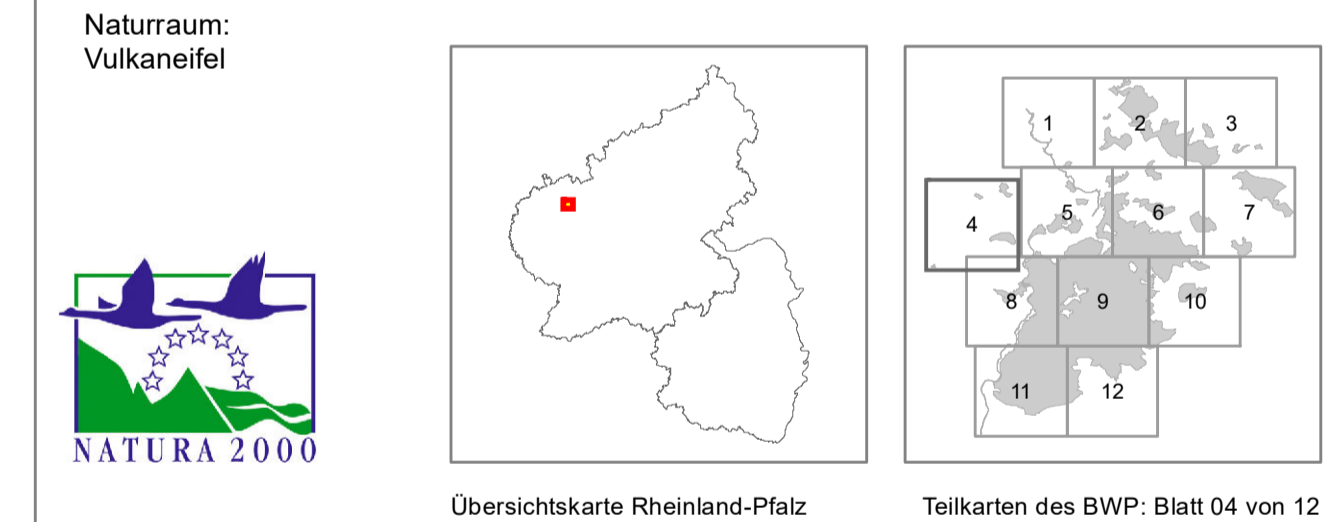 Naturraum:
Vulkaneifel
NATURA 2000
Übersichtskarte Rheinland-Pfalz
1
2
3
4
5
6
7
8
9
10
11
12
Teilkarten des BWP: Blatt 04 von 12